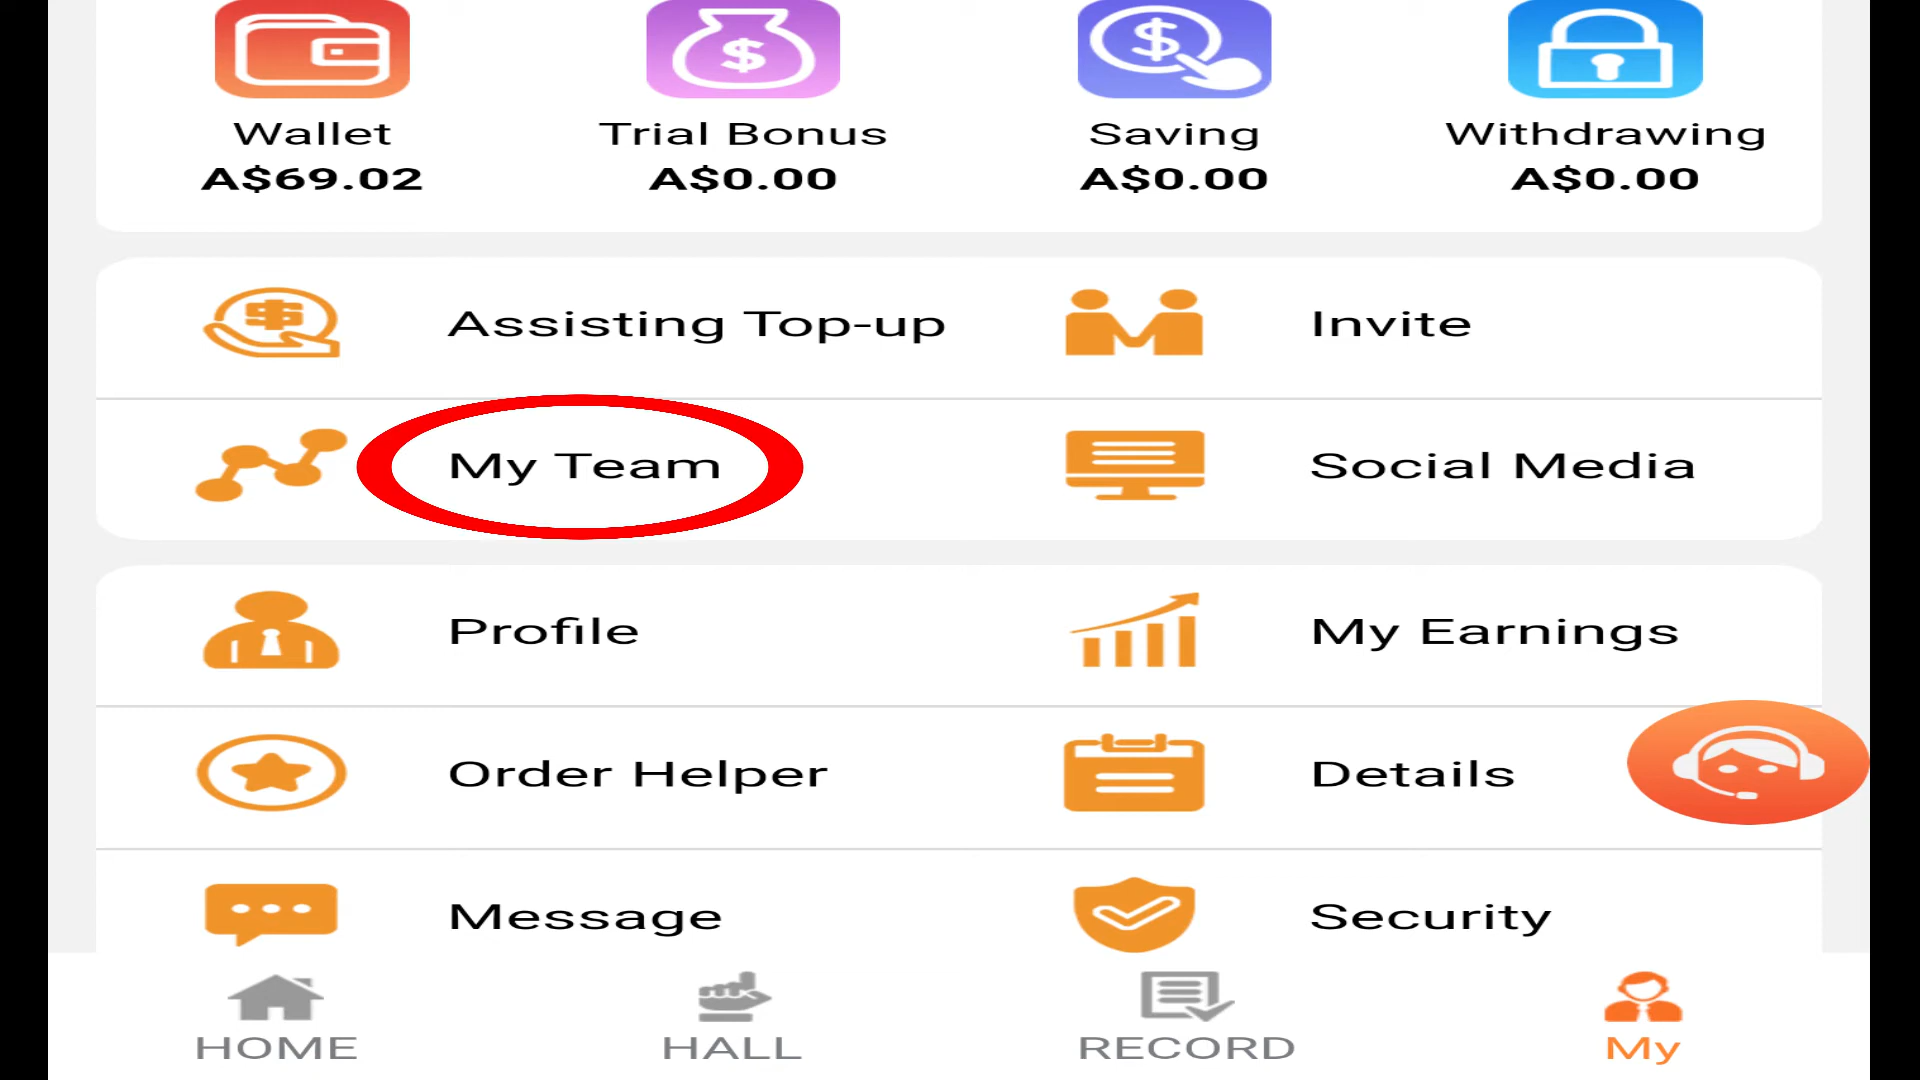 Wallet Trial Bonus Saving Withdrawing
A$69.02 A$0.00 A$0.00 A$0.00
Assisting Top-up Invite
My Team Social Media
Profile My Earnings
Order Helper Details
Message Security
HOME HALL RECORD My